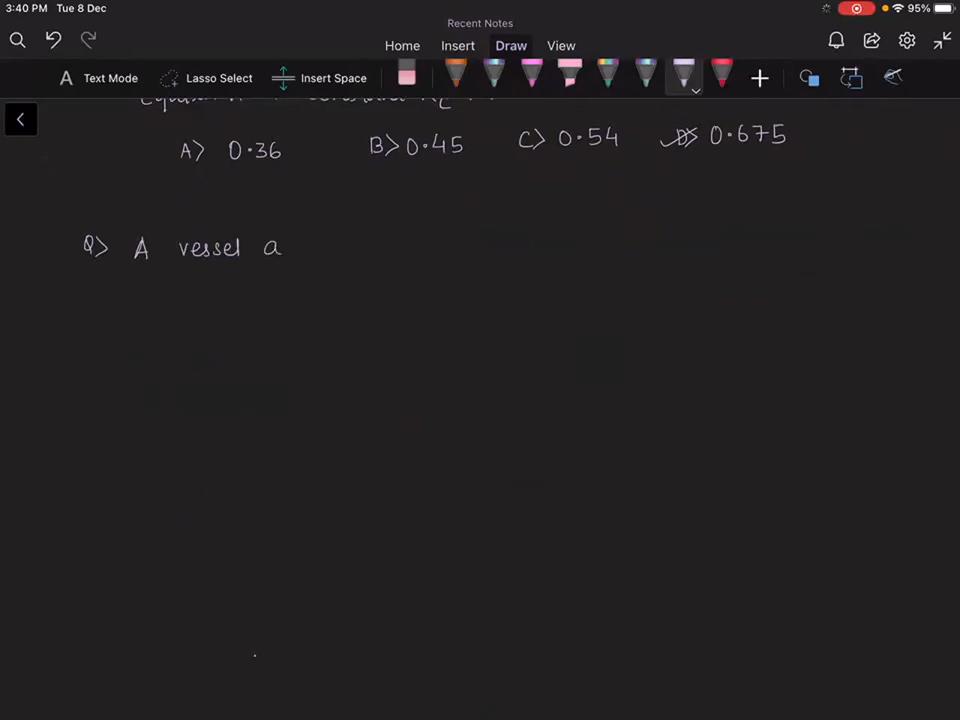 3:40 PM Tue 8 Dec 95%
Recent Notes
Home Insert Draw View
A Text Mode Lasso Select Insert Space
A> 0.36 B> 0.45 C> 0.54 D> 0.675
Q> A vessel a